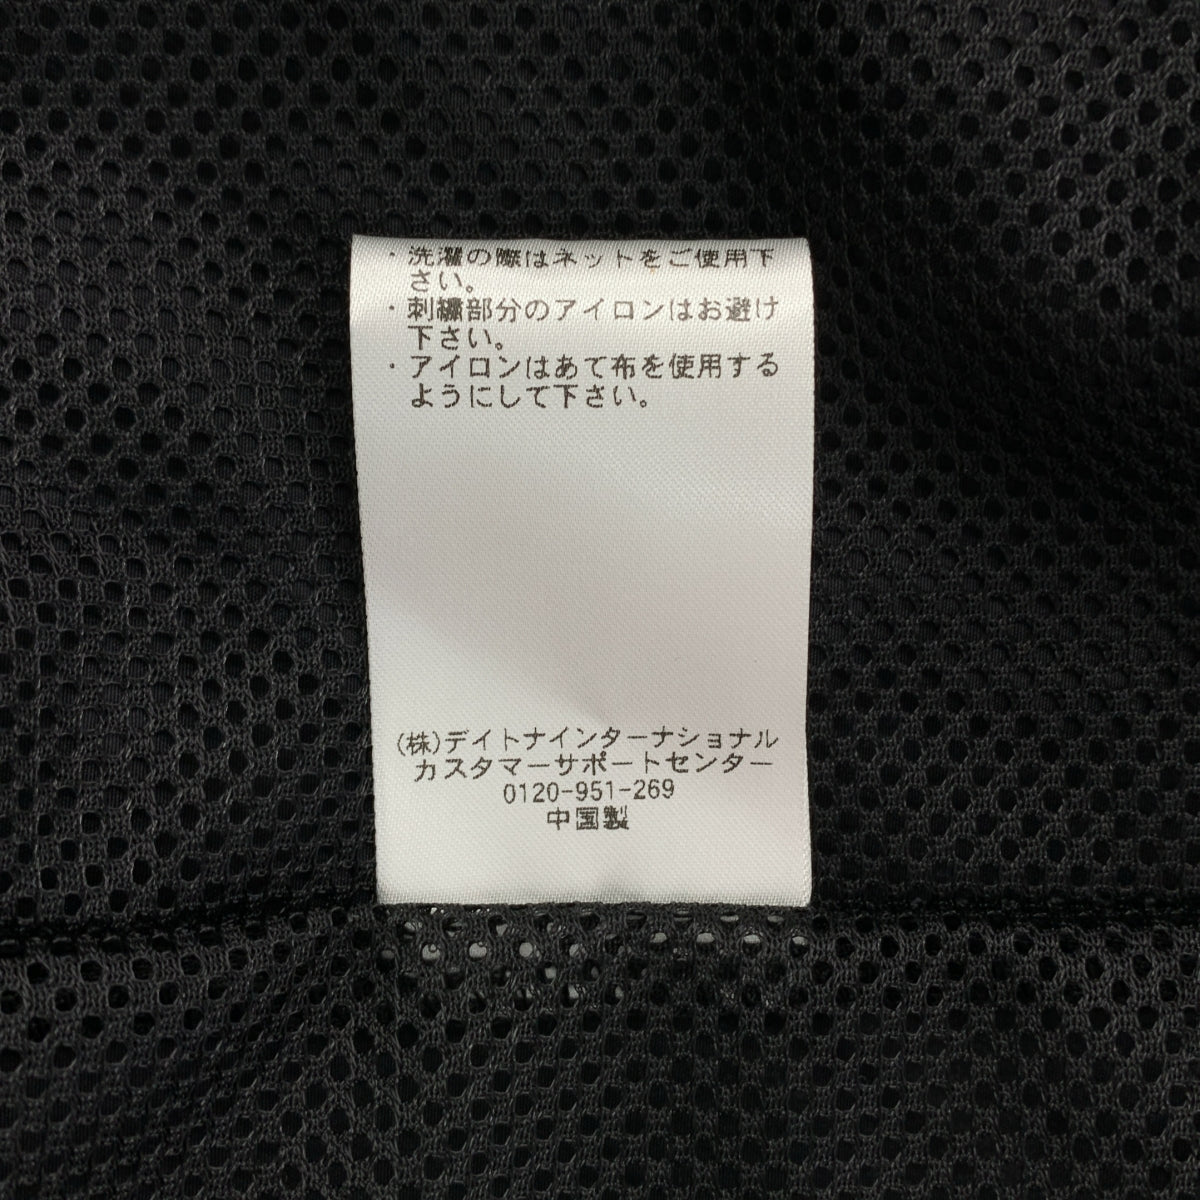 ・洗濯の際はネットをご使用下
さい。
・刺繍部分のアイロンはお避け
下さい。
・アイロンはあて布を使用する
ようにして下さい。
(株)デイトナインターナショナル
カスタマーサポートセンター
0120-951-269
中国製